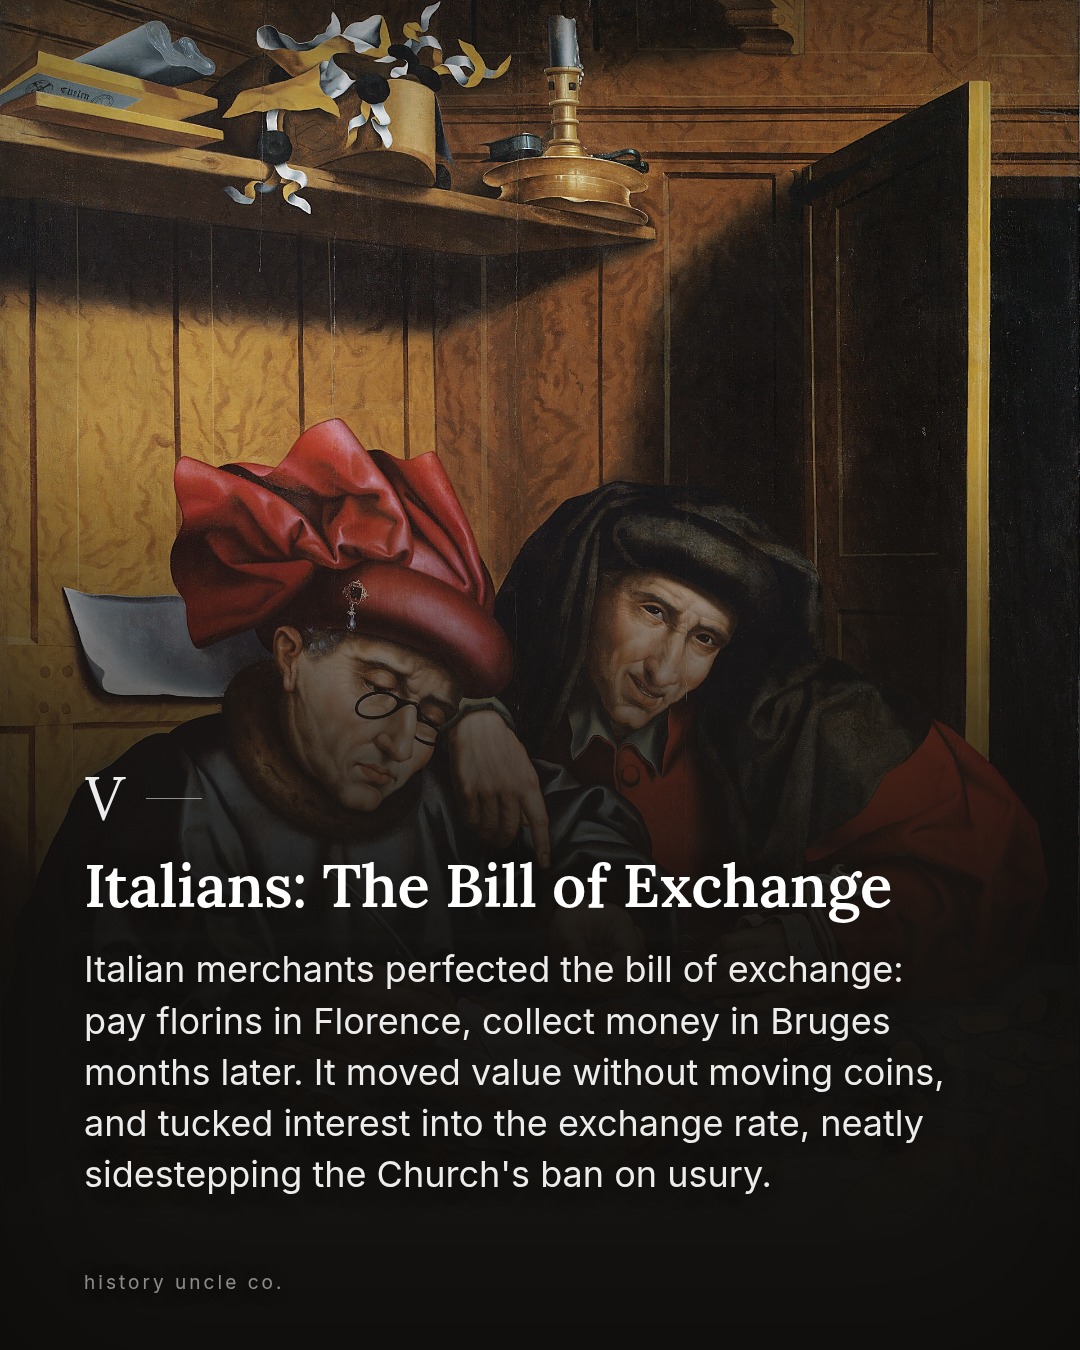 V
Italians: The Bill of Exchange
Italian merchants perfected the bill of exchange:
pay florins in Florence, collect money in Bruges
months later. It moved value without moving coins,
and tucked interest into the exchange rate, neatly
sidestepping the Church's ban on usury.
history uncle co.